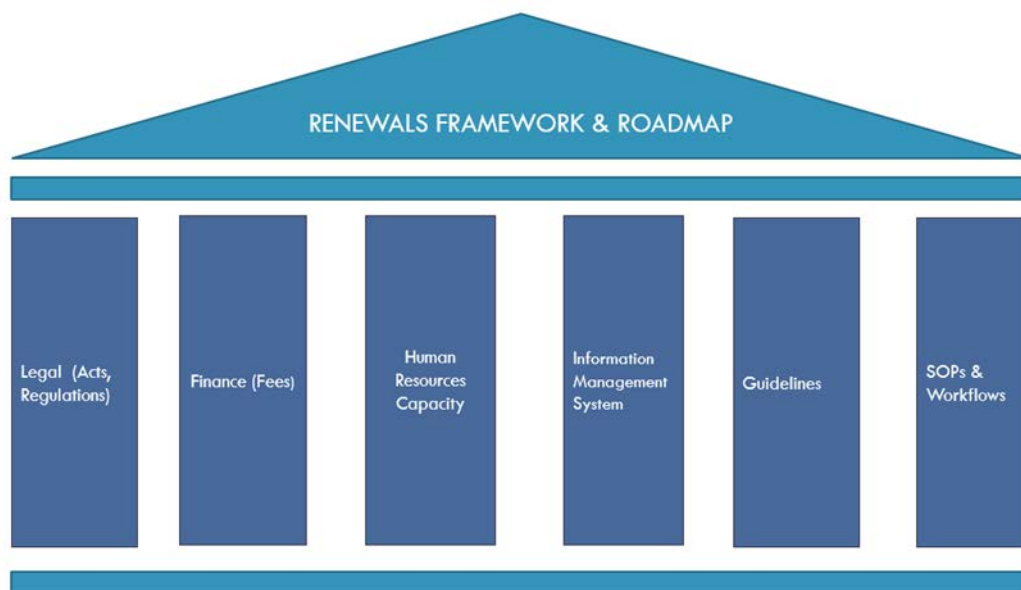 RENEWALS FRAMEWORK & ROADMAP
Legal (Acts,
Regulations)
Finance (Fees)
Human
Resources
Capacity
Information
Management
System
Guidelines
SOPs &
Workflows